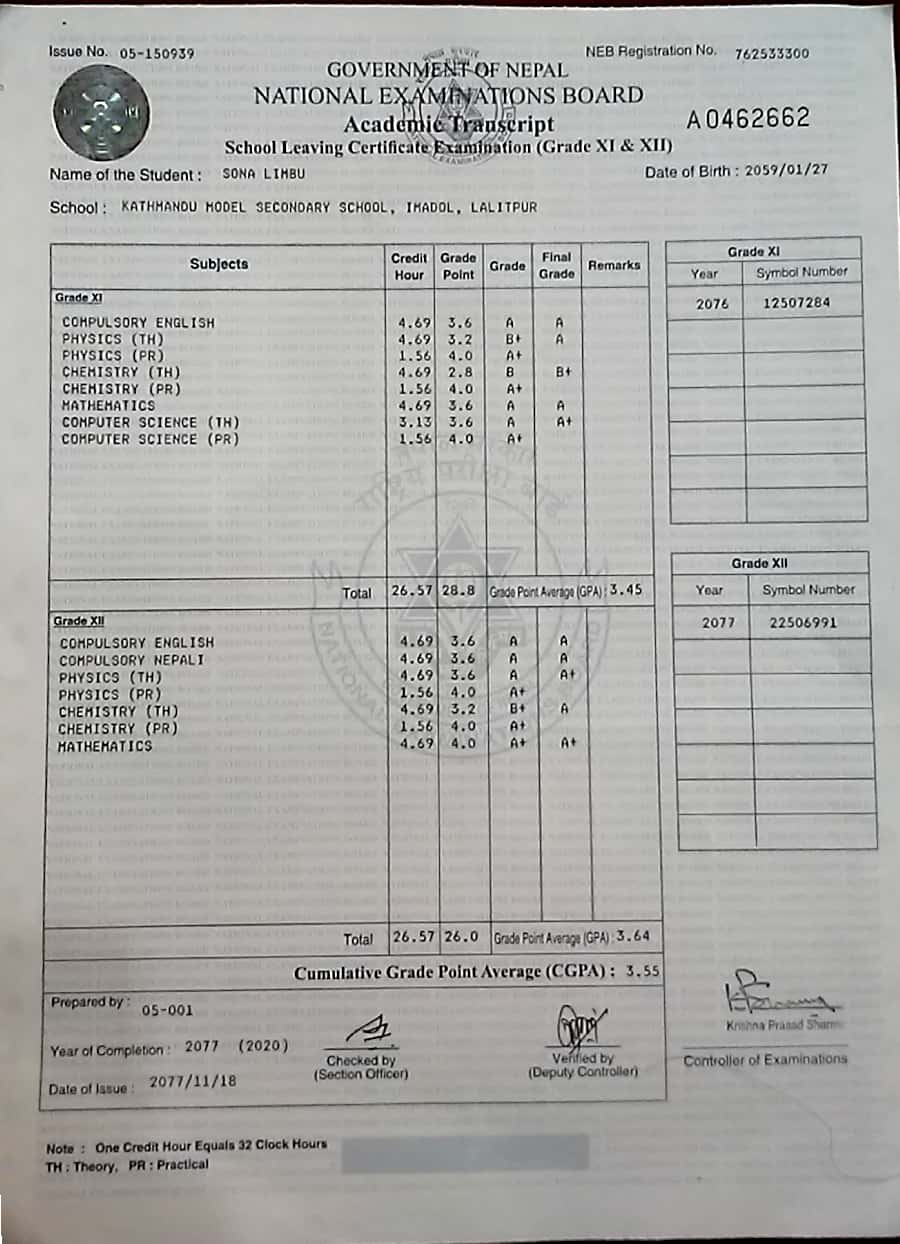 Issue No. 05-150939
NEB Registration No. 762533300
GOVERNMENT OF NEPAL
NATIONAL EXAMINATIONS BOARD
Academic Transcript
A0462662
School Leaving Certificate Examination (Grade XI & XII)
Name of the Student : SONA LIMBU
Date of Birth : 2059/01/27
School : KATHMANDU MODEL SECONDARY SCHOOL, IMADOL, LALITPUR
Subjects Credit Hour Grade Point Grade Final Grade Remarks
Grade XI
COMPULSORY ENGLISH 4.69 3.6 A A
PHYSICS (TH) 4.69 3.2 B+ A
PHYSICS (PR) 1.56 4.0 A+
CHEMISTRY (TH) 4.69 2.8 B B+
CHEMISTRY (PR) 1.56 4.0 A+
MATHEMATICS 4.69 3.6 A A
COMPUTER SCIENCE (TH) 3.13 3.6 A A+
COMPUTER SCIENCE (PR) 1.56 4.0 A+
Total 26.57 28.8 Grade Point Average (GPA) : 3.45
Grade XII
COMPULSORY ENGLISH 4.69 3.6 A A
COMPULSORY NEPALI 4.69 3.6 A A
PHYSICS (TH) 4.69 3.6 A A+
PHYSICS (PR) 1.56 4.0 A+
CHEMISTRY (TH) 4.69 3.2 B+ A
CHEMISTRY (PR) 1.56 4.0 A+
MATHEMATICS 4.69 4.0 A+ A+
Total 26.57 26.0 Grade Point Average (GPA) : 3.64
Cumulative Grade Point Average (CGPA) : 3.55
Grade XI
Year Symbol Number
2076 12507284
Grade XII
Year Symbol Number
2077 22506991
Prepared by : 05-001
Year of Completion : 2077 (2020)
Date of Issue : 2077/11/18
Checked by
(Section Officer)
Verified by
(Deputy Controller)
Krishna Prasad Sharma
Controller of Examinations
Note : One Credit Hour Equals 32 Clock Hours
TH : Theory, PR : Practical
राष्ट्रिय परीक्षा बोर्ड
NATIONAL